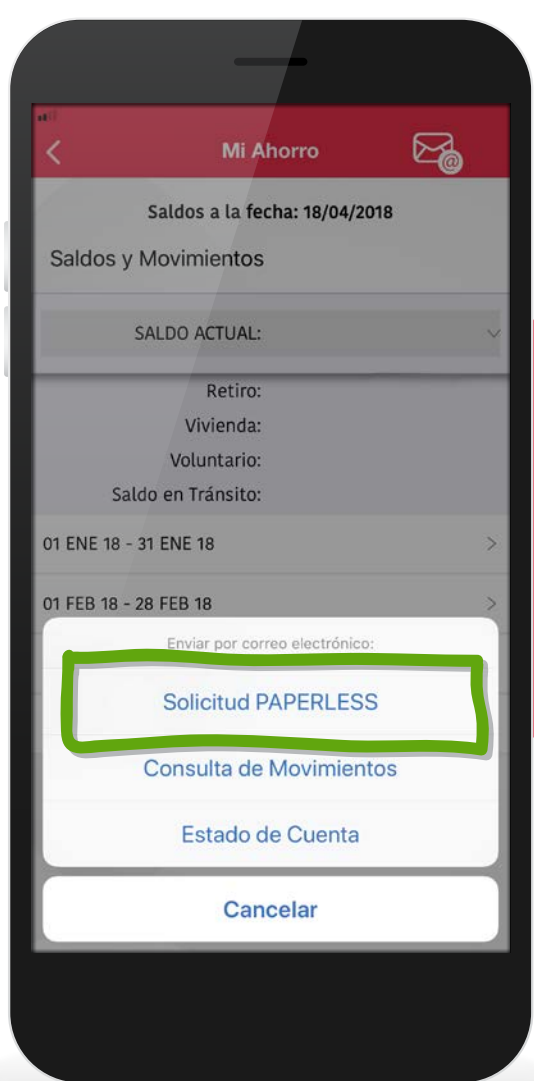 Mi Ahorro
@
Saldos a la fecha: 18/04/2018
Saldos y Movimientos
SALDO ACTUAL:
Retiro:
Vivienda:
Voluntario:
Saldo en Tránsito:
01 ENE 18 - 31 ENE 18
01 FEB 18 - 28 FEB 18
Enviar por correo electrónico:
Solicitud PAPERLESS
Consulta de Movimientos
Estado de Cuenta
Cancelar